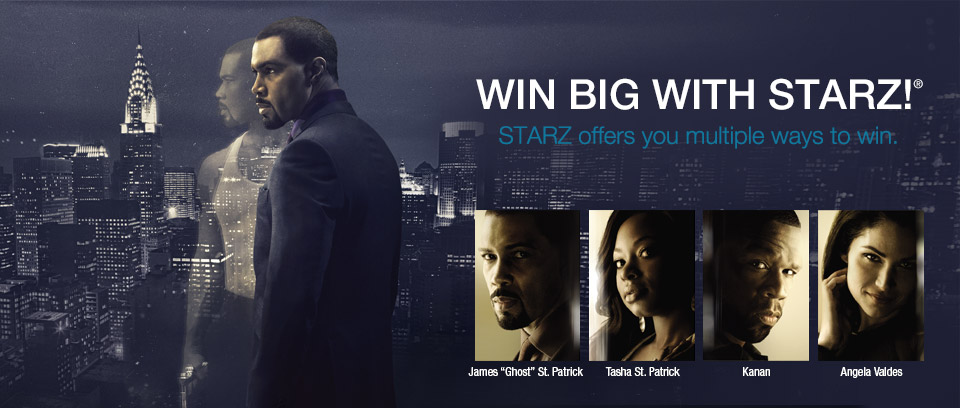 WIN BIG WITH STARZ!®
STARZ offers you multiple ways to win.
James “Ghost” St. Patrick
Tasha St. Patrick
Kanan
Angela Valdes